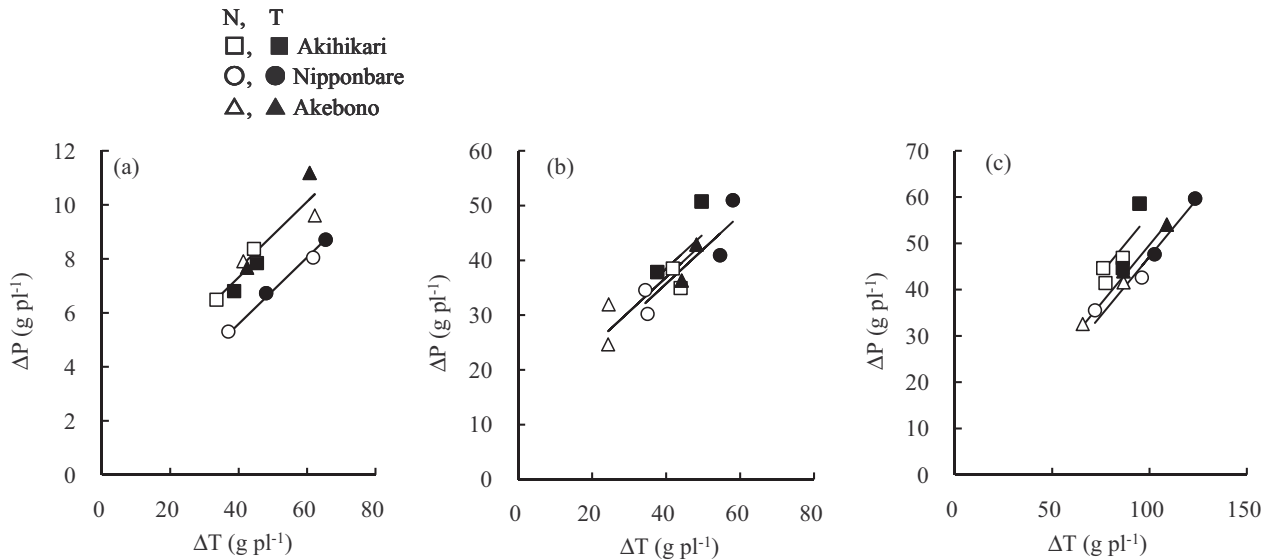 N, T
□, ■ Akihikari
○, ● Nipponbare
△, ▲ Akebono
(a)
12
10
8
6
4
2
0
ΔP (g pl⁻¹)
0 20 40 60 80
ΔT (g pl⁻¹)
(b)
60
50
40
30
20
10
0
ΔP (g pl⁻¹)
0 20 40 60 80
ΔT (g pl⁻¹)
(c)
70
60
50
40
30
20
10
0
ΔP (g pl⁻¹)
0 50 100 150
ΔT (g pl⁻¹)